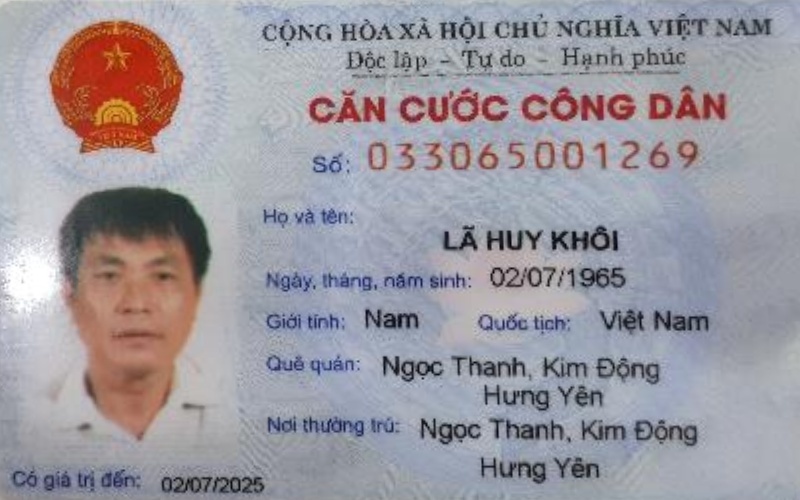 CỘNG HÒA XÃ HỘI CHỦ NGHĨA VIỆT NAM
Độc lập – Tự do – Hạnh phúc
CĂN CƯỚC CÔNG DÂN
Số: 033065001269
Họ và tên:
LÃ HUY KHÔI
Ngày, tháng, năm sinh: 02/07/1965
Giới tính: Nam Quốc tịch: Việt Nam
Quê quán: Ngọc Thanh, Kim Động
Hưng Yên
Nơi thường trú: Ngọc Thanh, Kim Động
Hưng Yên
Có giá trị đến: 02/07/2025